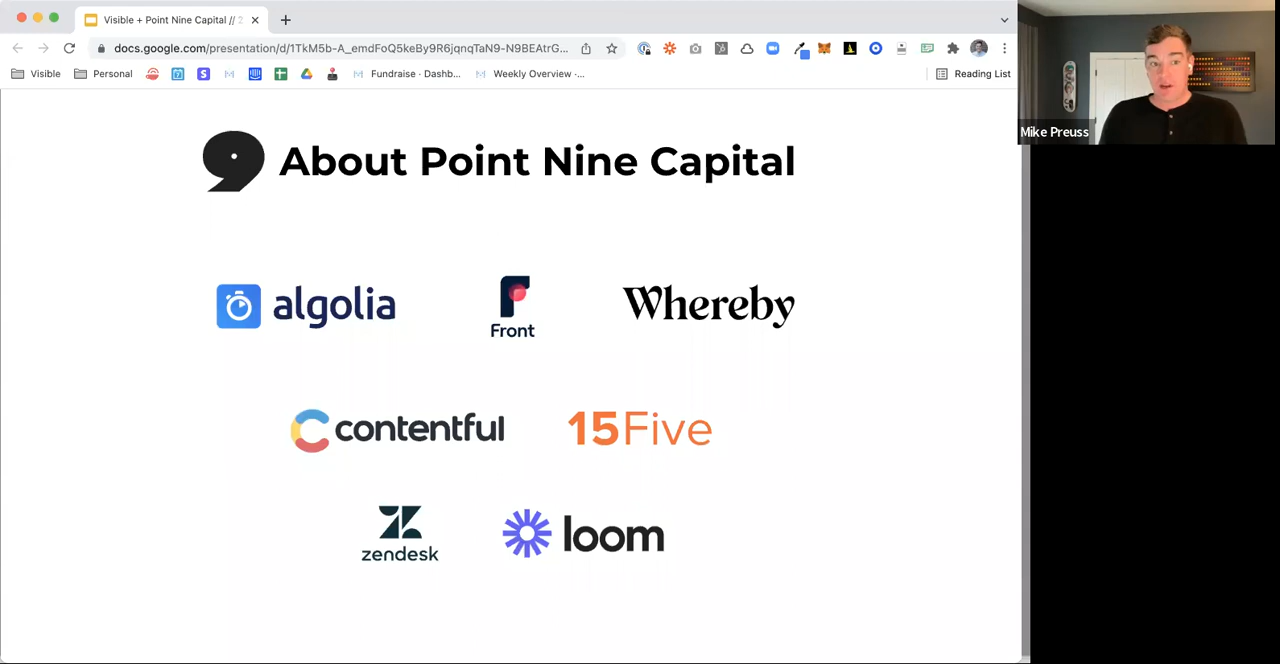 Visible + Point Nine Capital // 2
docs.google.com/presentation/d/1TkM5b-A_emdFoQ5keBy9R6jqnqTaN9-N9BEAtrG...
Visible
Personal
Fundraise · Dashb...
Weekly Overview -...
Reading List
Mike Preuss
About Point Nine Capital
algolia
Front
Whereby
contentful
15Five
zendesk
loom